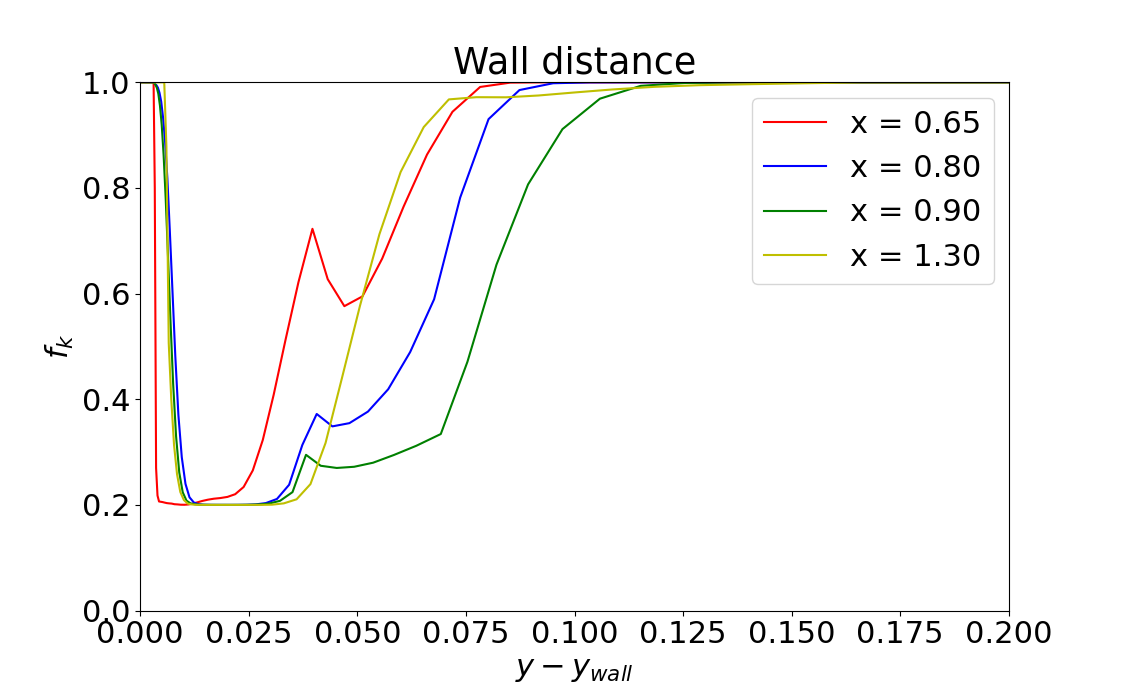 Wall distance
1.0
0.8
0.6
0.4
0.2
0.0
f_k
x = 0.65
x = 0.80
x = 0.90
x = 1.30
0.000 0.025 0.050 0.075 0.100 0.125 0.150 0.175 0.200
y − y_wall